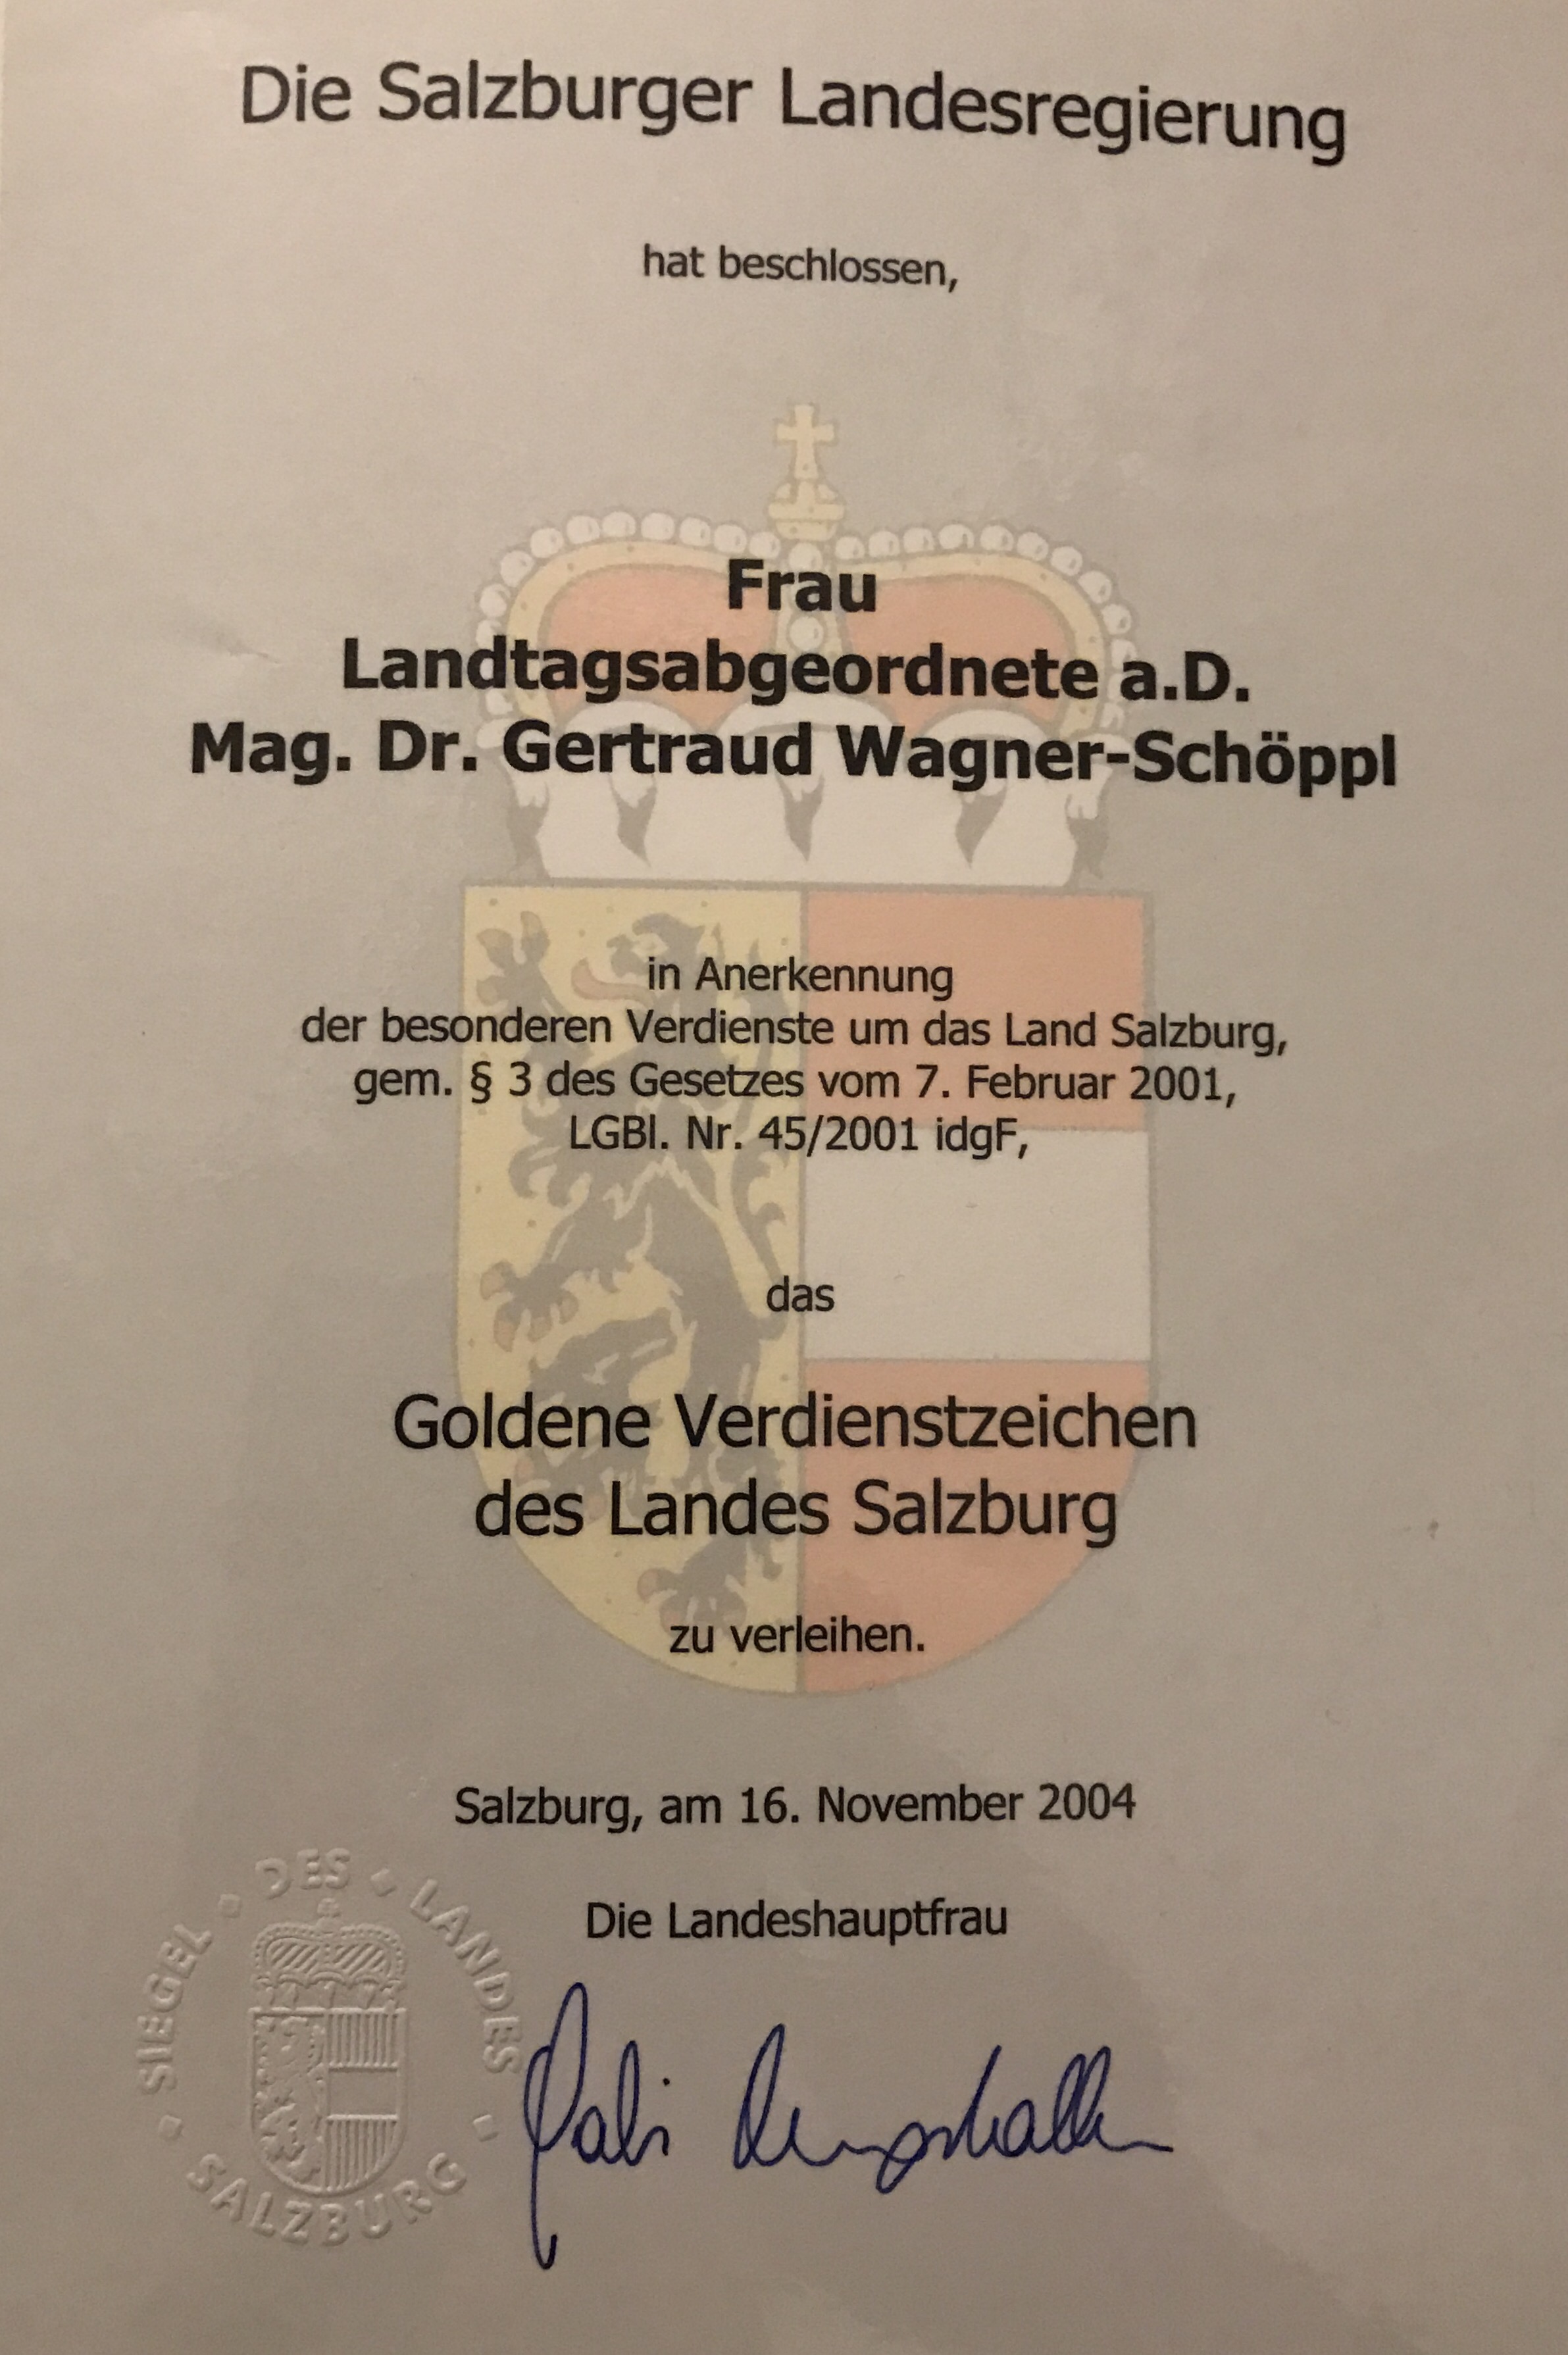 Die Salzburger Landesregierung
hat beschlossen,
Frau
Landtagsabgeordnete a.D.
Mag. Dr. Gertraud Wagner-Schöppl
in Anerkennung
der besonderen Verdienste um das Land Salzburg,
gem. § 3 des Gesetzes vom 7. Februar 2001,
LGBl. Nr. 45/2001 idgF,
das
Goldene Verdienstzeichen
des Landes Salzburg
zu verleihen.
Salzburg, am 16. November 2004
Die Landeshauptfrau
SIEGEL · DES · LANDES · SALZBURG ·
Gabi Burgstaller